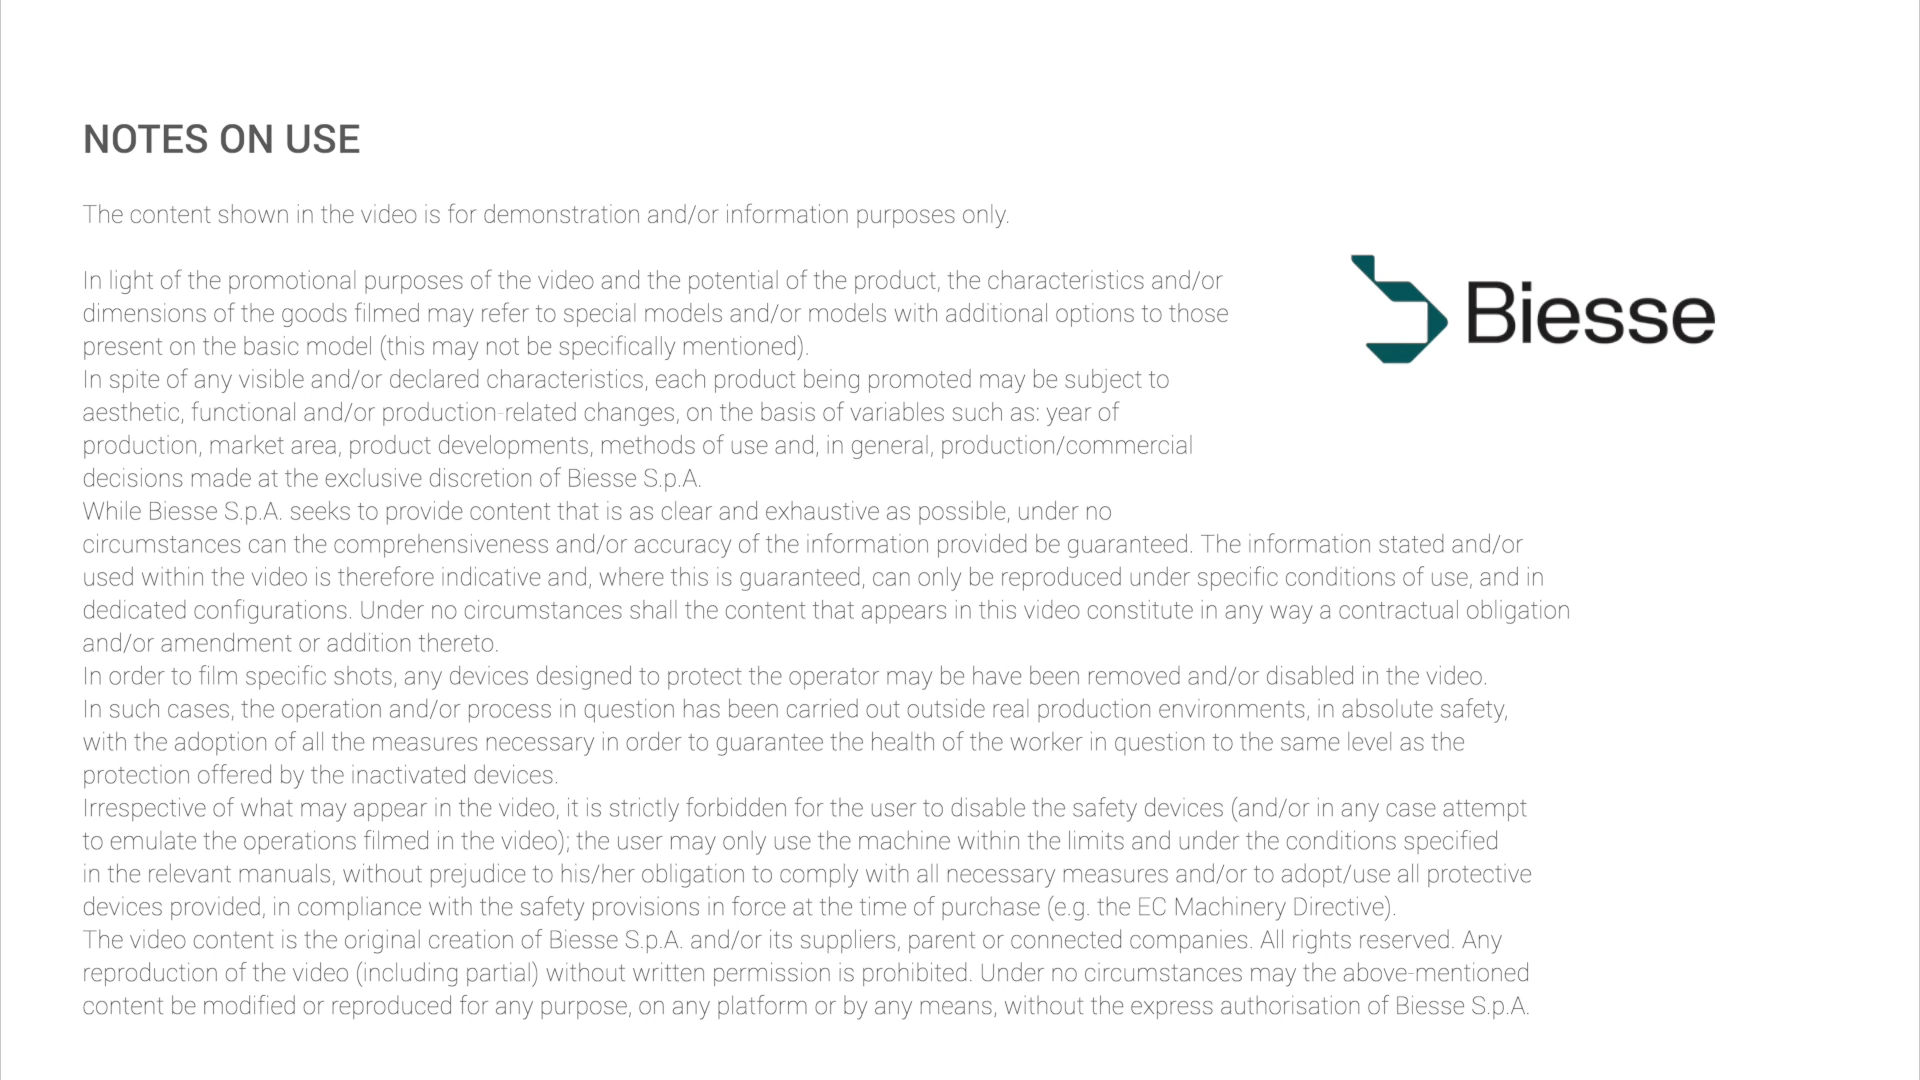 NOTES ON USE
The content shown in the video is for demonstration and/or information purposes only.
In light of the promotional purposes of the video and the potential of the product, the characteristics and/or
dimensions of the goods filmed may refer to special models and/or models with additional options to those
present on the basic model (this may not be specifically mentioned).
In spite of any visible and/or declared characteristics, each product being promoted may be subject to
aesthetic, functional and/or production-related changes, on the basis of variables such as: year of
production, market area, product developments, methods of use and, in general, production/commercial
decisions made at the exclusive discretion of Biesse S.p.A.
While Biesse S.p.A. seeks to provide content that is as clear and exhaustive as possible, under no
circumstances can the comprehensiveness and/or accuracy of the information provided be guaranteed. The information stated and/or
used within the video is therefore indicative and, where this is guaranteed, can only be reproduced under specific conditions of use, and in
dedicated configurations. Under no circumstances shall the content that appears in this video constitute in any way a contractual obligation
and/or amendment or addition thereto.
In order to film specific shots, any devices designed to protect the operator may be have been removed and/or disabled in the video.
In such cases, the operation and/or process in question has been carried out outside real production environments, in absolute safety,
with the adoption of all the measures necessary in order to guarantee the health of the worker in question to the same level as the
protection offered by the inactivated devices.
Irrespective of what may appear in the video, it is strictly forbidden for the user to disable the safety devices (and/or in any case attempt
to emulate the operations filmed in the video); the user may only use the machine within the limits and under the conditions specified
in the relevant manuals, without prejudice to his/her obligation to comply with all necessary measures and/or to adopt/use all protective
devices provided, in compliance with the safety provisions in force at the time of purchase (e.g. the EC Machinery Directive).
The video content is the original creation of Biesse S.p.A. and/or its suppliers, parent or connected companies. All rights reserved. Any
reproduction of the video (including partial) without written permission is prohibited. Under no circumstances may the above-mentioned
content be modified or reproduced for any purpose, on any platform or by any means, without the express authorisation of Biesse S.p.A.
Biesse